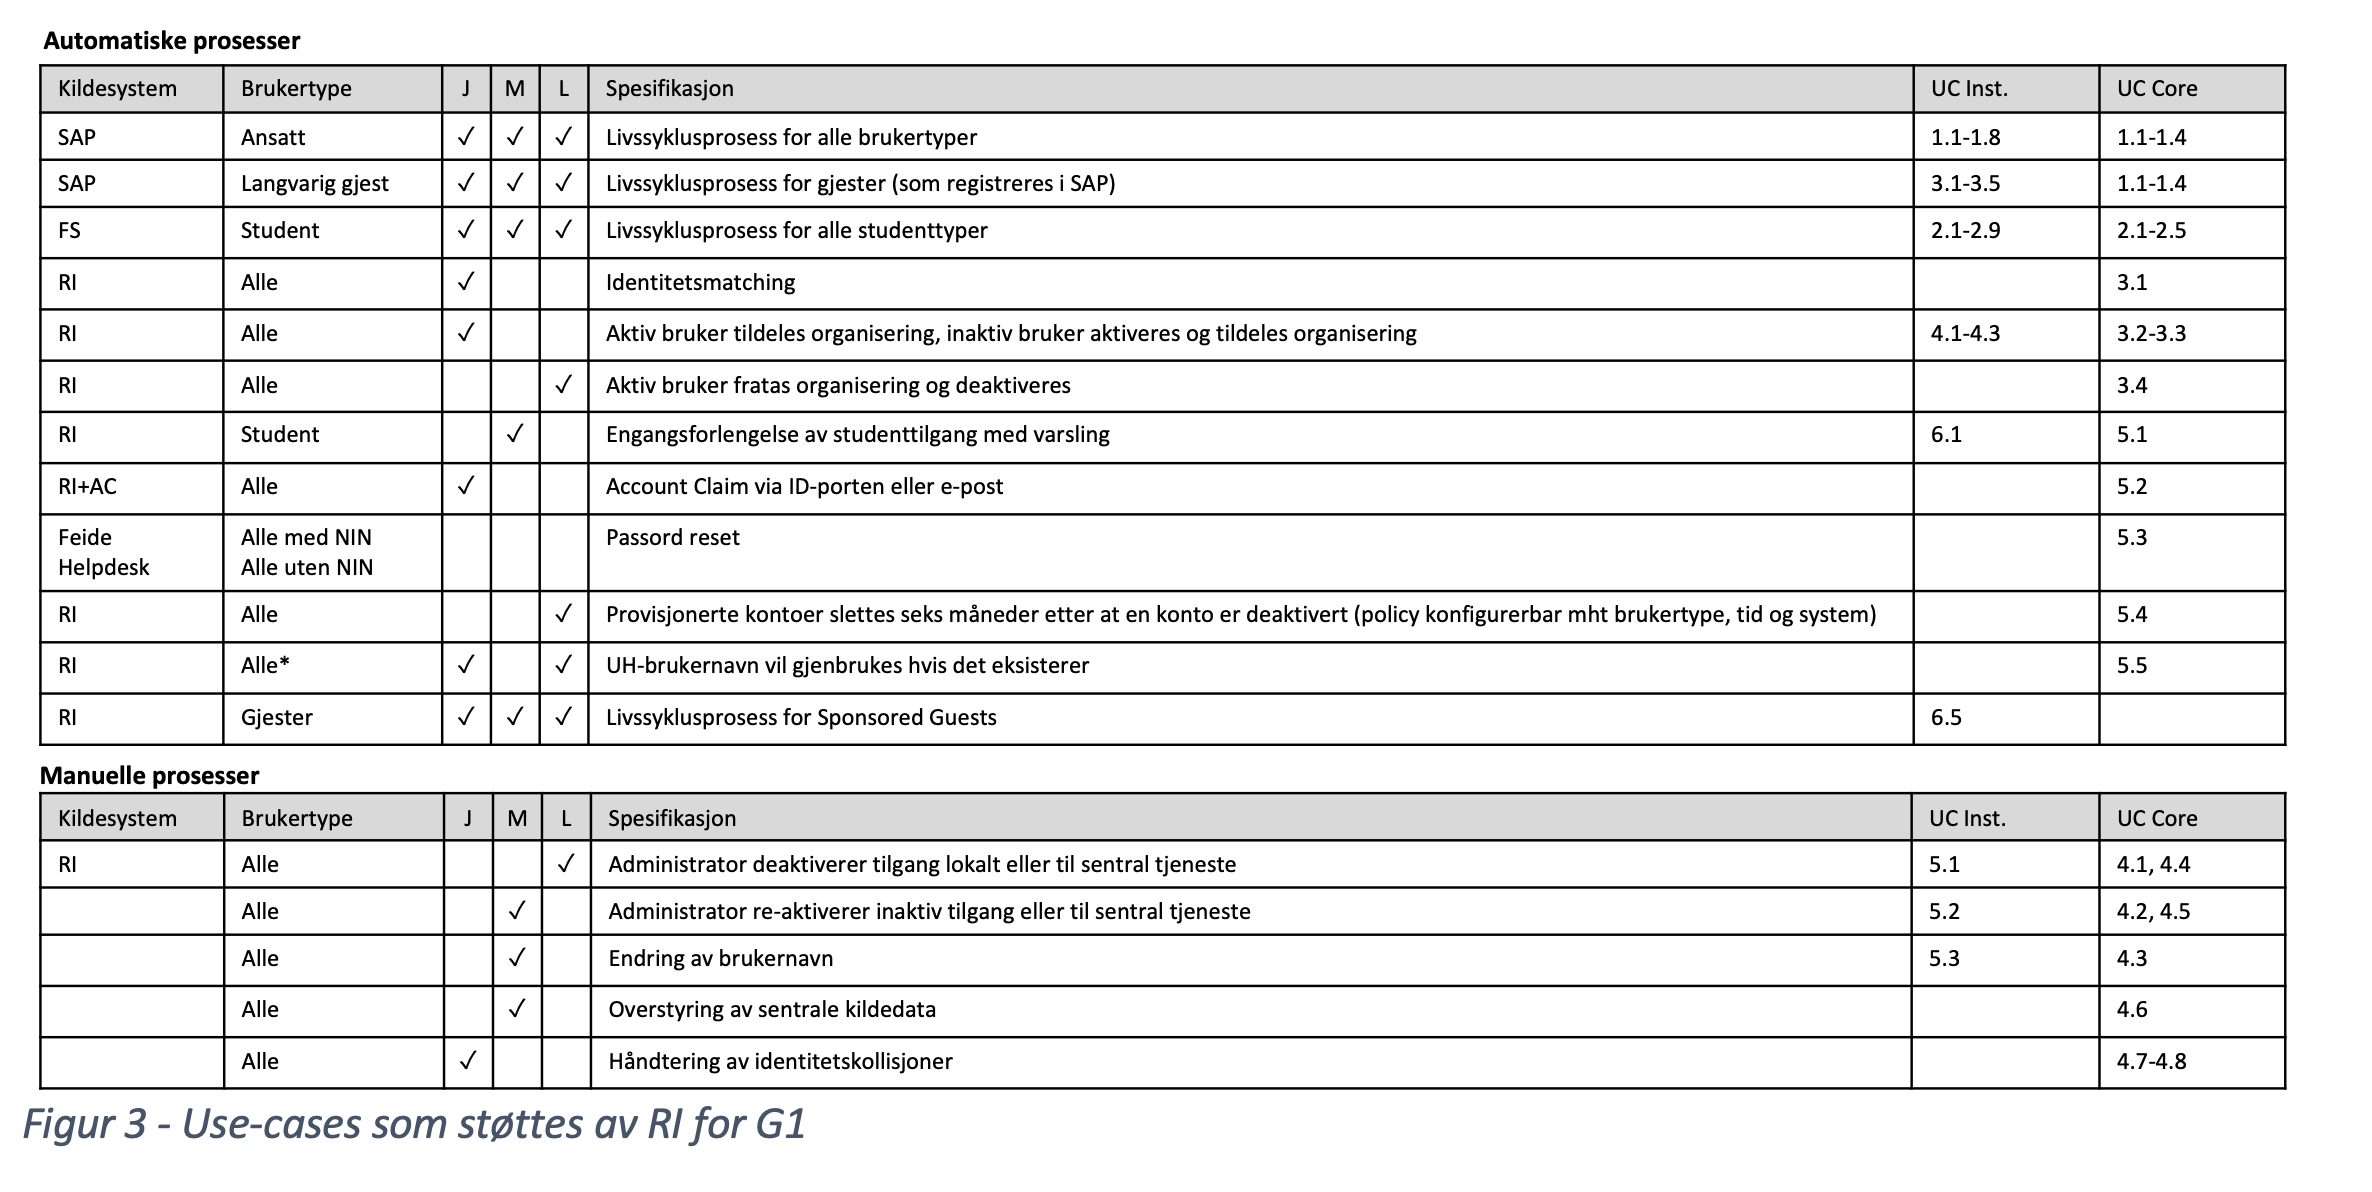 Automatiske prosesser
Kildesystem Brukertype J M L Spesifikasjon UC Inst. UC Core
SAP Ansatt ✓ ✓ ✓ Livssyklusprosess for alle brukertyper 1.1-1.8 1.1-1.4
SAP Langvarig gjest ✓ ✓ ✓ Livssyklusprosess for gjester (som registreres i SAP) 3.1-3.5 1.1-1.4
FS Student ✓ ✓ ✓ Livssyklusprosess for alle studenttyper 2.1-2.9 2.1-2.5
RI Alle ✓ Identitetsmatching 3.1
RI Alle ✓ Aktiv bruker tildeles organisering, inaktiv bruker aktiveres og tildeles organisering 4.1-4.3 3.2-3.3
RI Alle ✓ Aktiv bruker fratas organisering og deaktiveres 3.4
RI Student ✓ Engangsforlengelse av studenttilgang med varsling 6.1 5.1
RI+AC Alle ✓ Account Claim via ID-porten eller e-post 5.2
Feide Alle med NIN Passord reset 5.3
Helpdesk Alle uten NIN
RI Alle ✓ Provisjonerte kontoer slettes seks måneder etter at en konto er deaktivert (policy konfigurerbar mht brukertype, tid og system) 5.4
RI Alle* ✓ ✓ UH-brukernavn vil gjenbrukes hvis det eksisterer 5.5
RI Gjester ✓ ✓ ✓ Livssyklusprosess for Sponsored Guests 6.5
Manuelle prosesser
Kildesystem Brukertype J M L Spesifikasjon UC Inst. UC Core
RI Alle ✓ Administrator deaktiverer tilgang lokalt eller til sentral tjeneste 5.1 4.1, 4.4
Alle ✓ Administrator re-aktiverer inaktiv tilgang eller til sentral tjeneste 5.2 4.2, 4.5
Alle ✓ Endring av brukernavn 5.3 4.3
Alle ✓ Overstyring av sentrale kildedata 4.6
Alle ✓ Håndtering av identitetskollisjoner 4.7-4.8
Figur 3 - Use-cases som støttes av RI for G1